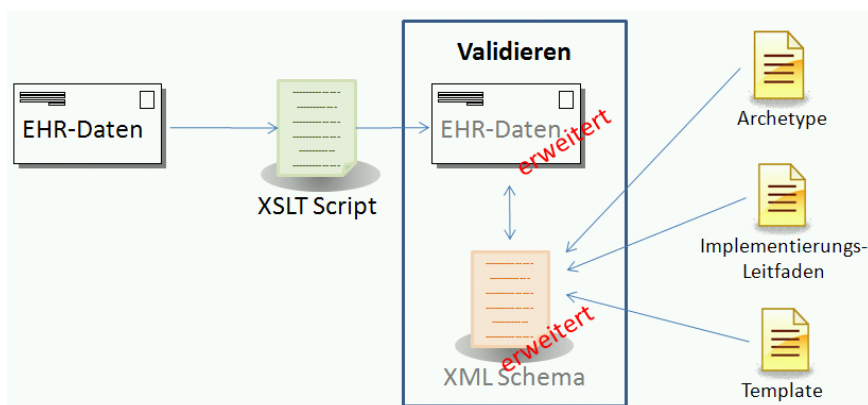 Validieren
EHR-Daten
XSLT Script
EHR-Daten
erweitert
XML Schema
erweitert
Archetype
Implementierungs-
Leitfaden
Template